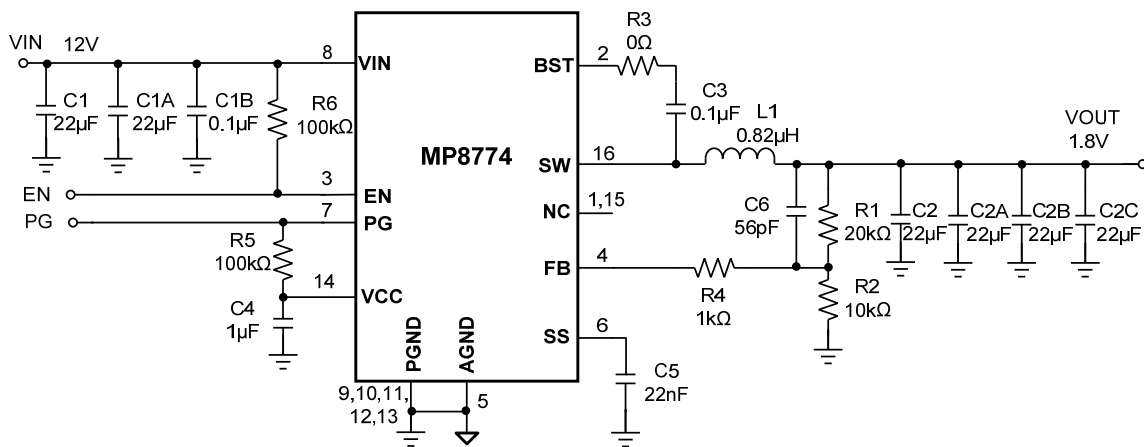 VIN
12V
C1
22µF
C1A
22µF
C1B
0.1µF
R6
100kΩ
EN
PG
R5
100kΩ
C4
1µF
8
3
7
14
VIN
EN
PG
VCC
MP8774
PGND
AGND
9,10,11,
12,13
5
BST
SW
NC
FB
SS
2
16
1,15
4
6
R3
0Ω
C3
0.1µF
L1
0.82µH
C6
56pF
R1
20kΩ
R4
1kΩ
R2
10kΩ
C5
22nF
C2
22µF
C2A
22µF
C2B
22µF
C2C
22µF
VOUT
1.8V